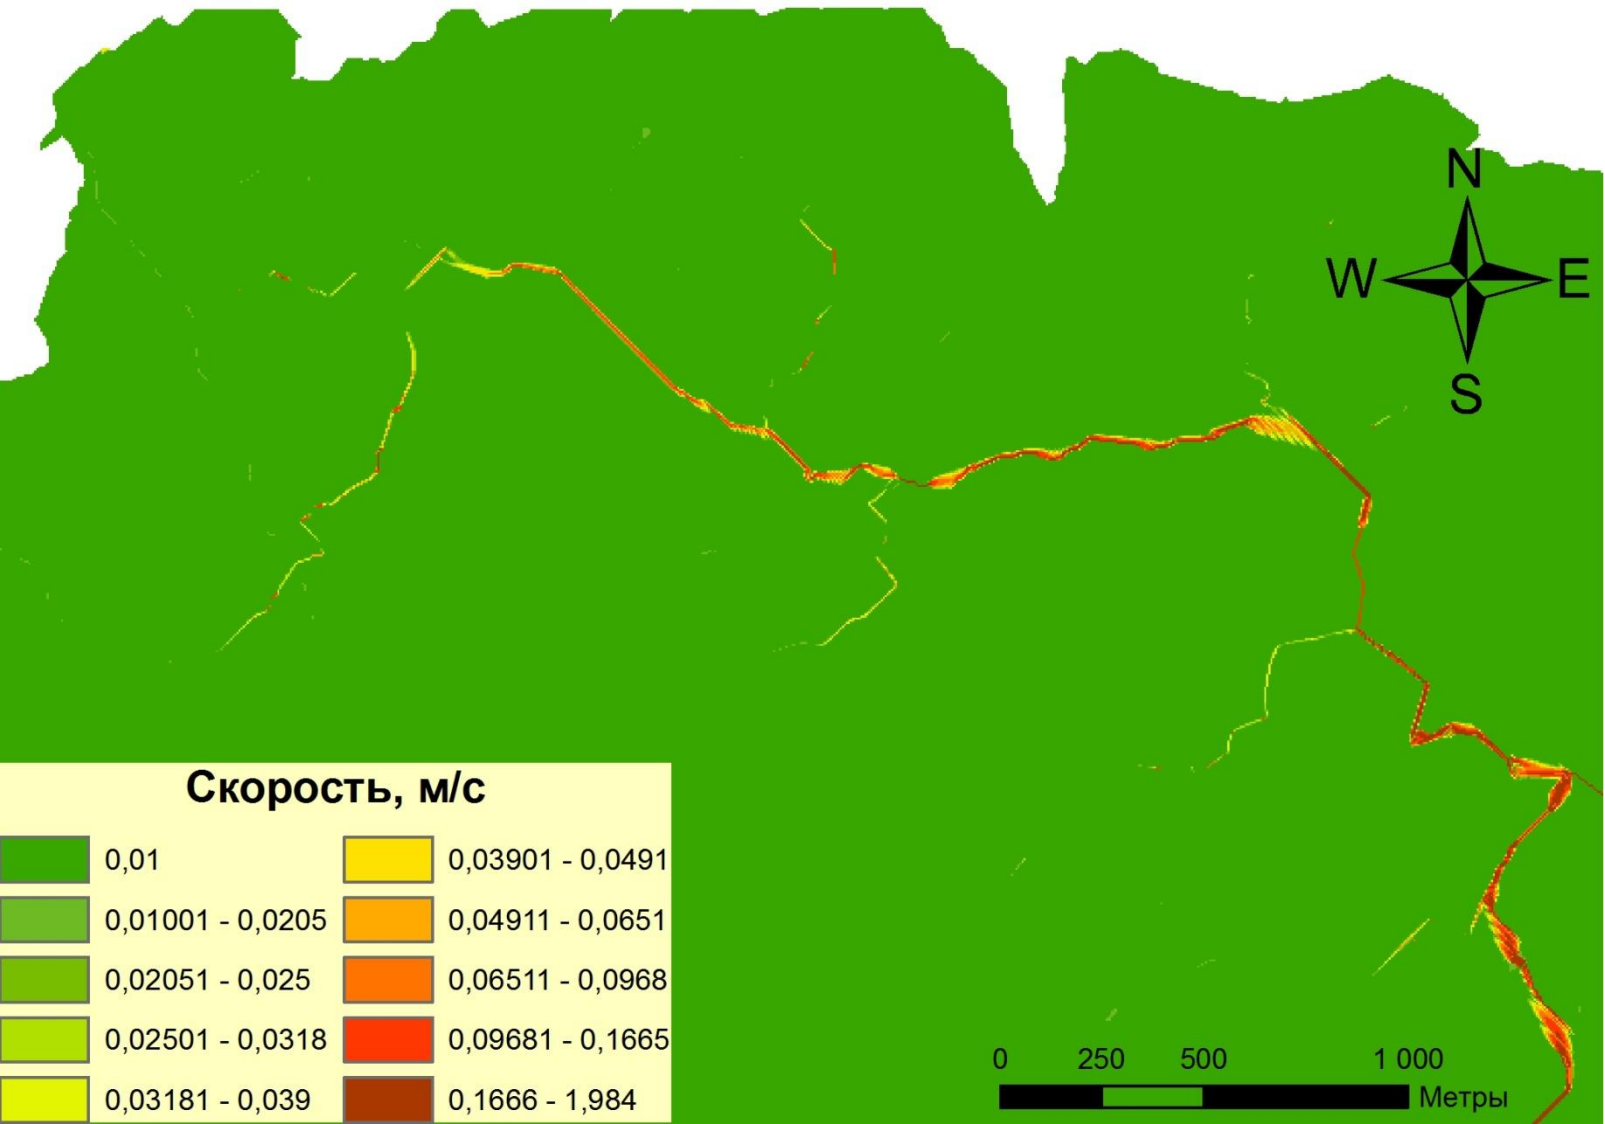 N
W E
S
Скорость, м/с
0,01
0,01001 - 0,0205
0,02051 - 0,025
0,02501 - 0,0318
0,03181 - 0,039
0,03901 - 0,0491
0,04911 - 0,0651
0,06511 - 0,0968
0,09681 - 0,1665
0,1666 - 1,984
0 250 500 1 000
Метры